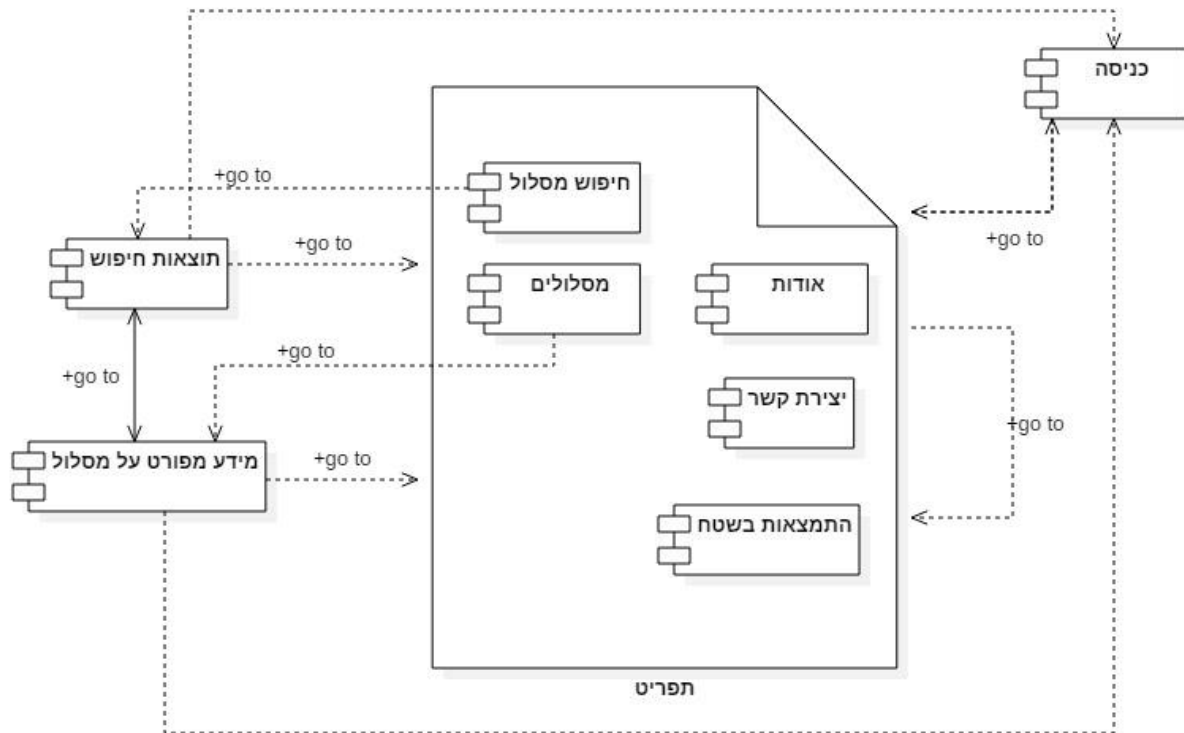 כניסה
+go to
חיפוש מסלול
+go to
תוצאות חיפוש
+go to
מסלולים
אודות
+go to
+go to
יצירת קשר
+go to
מידע מפורט על מסלול
+go to
התמצאות בשטח
תפריט